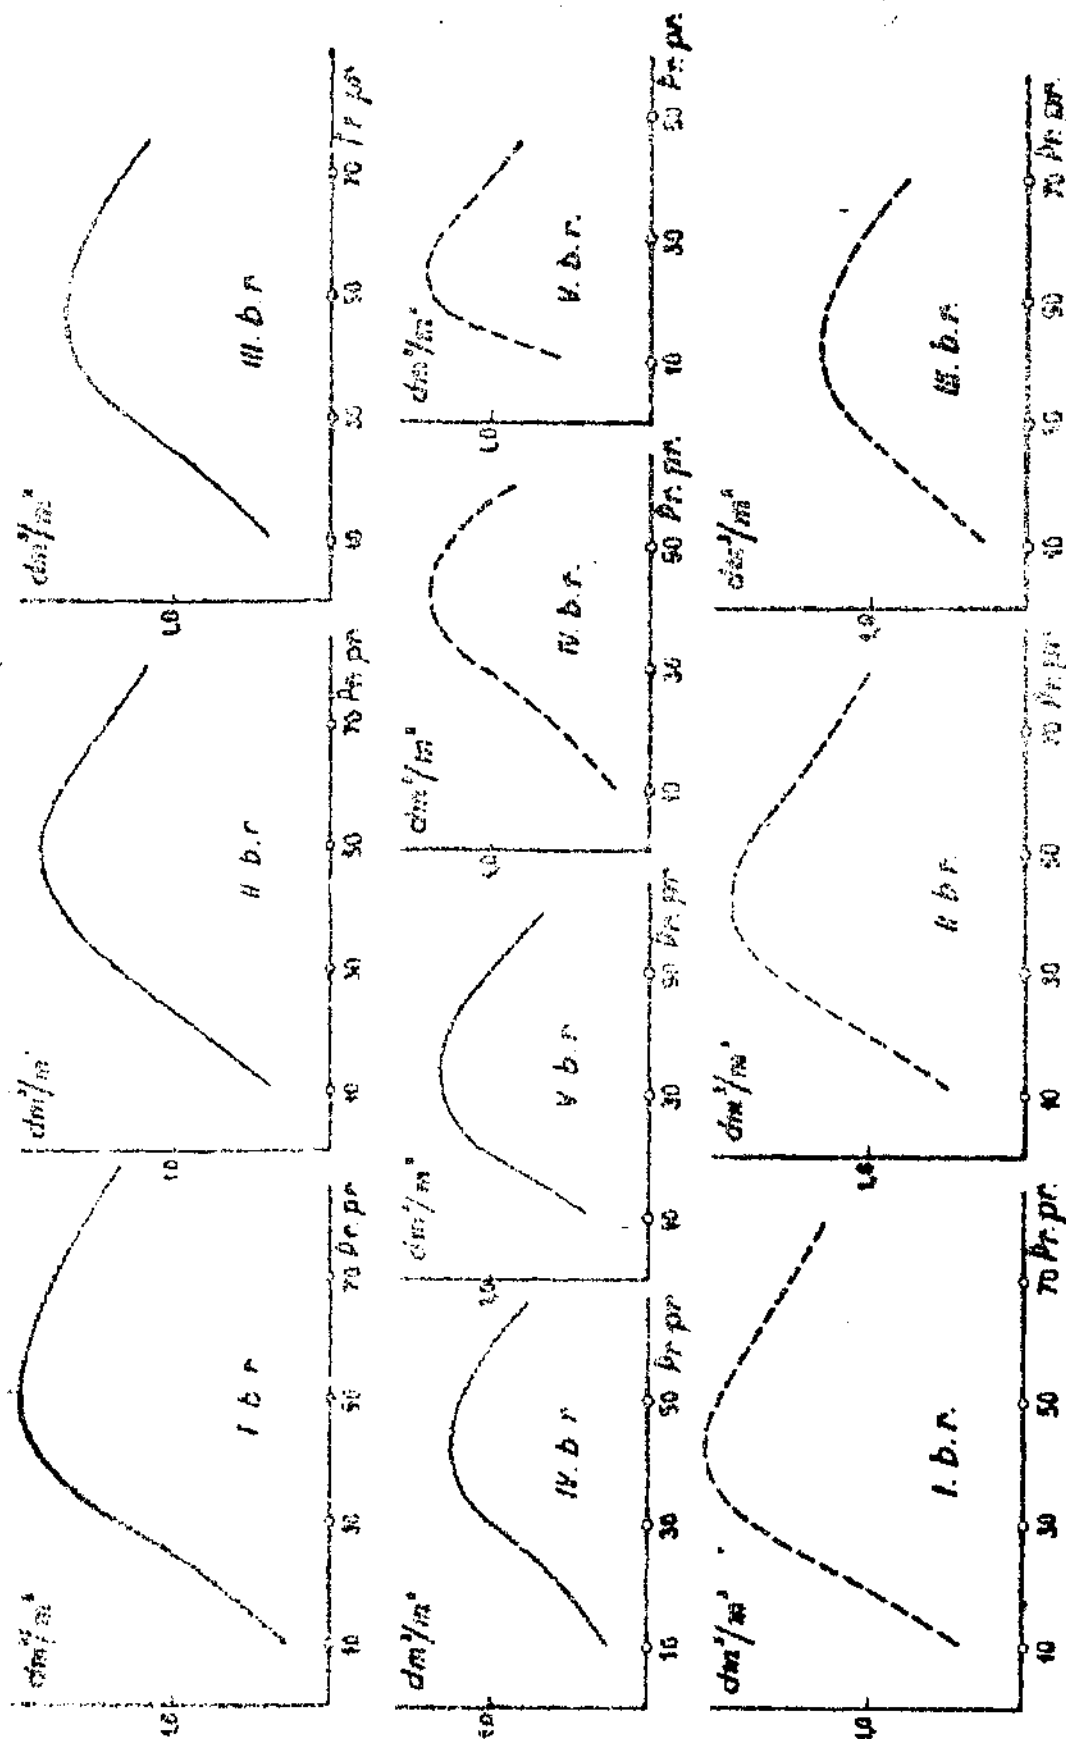 dm³/m²
1,0
I b r
10 30 50 70 Pr. pr.
dm³/m
1.0
II b.r
10 30 50 70 Pr. pr.
dm³/m²
1,0
III. b. r
10 30 50 70 pr
dm³/m²
1,0
IV. b r
10 30 50 Pr. pr
dm³/m²
1,0
V b. r
10 30 50 Pr. pr
dm³/m²
1,0
IV. b. r.
10 30 50 Pr. pr.
dm³/m²
1,0
V. b. r.
10 30 50 Pr. pr.
dm³/m²
1,0
I. b. r.
10 30 50 70 Pr. pr.
dm³/m²
II b r.
10 30 50 70 Pr. pr.
dm³/m²
1,0
III. b. r.
10 30 50 70 Pr. pr.